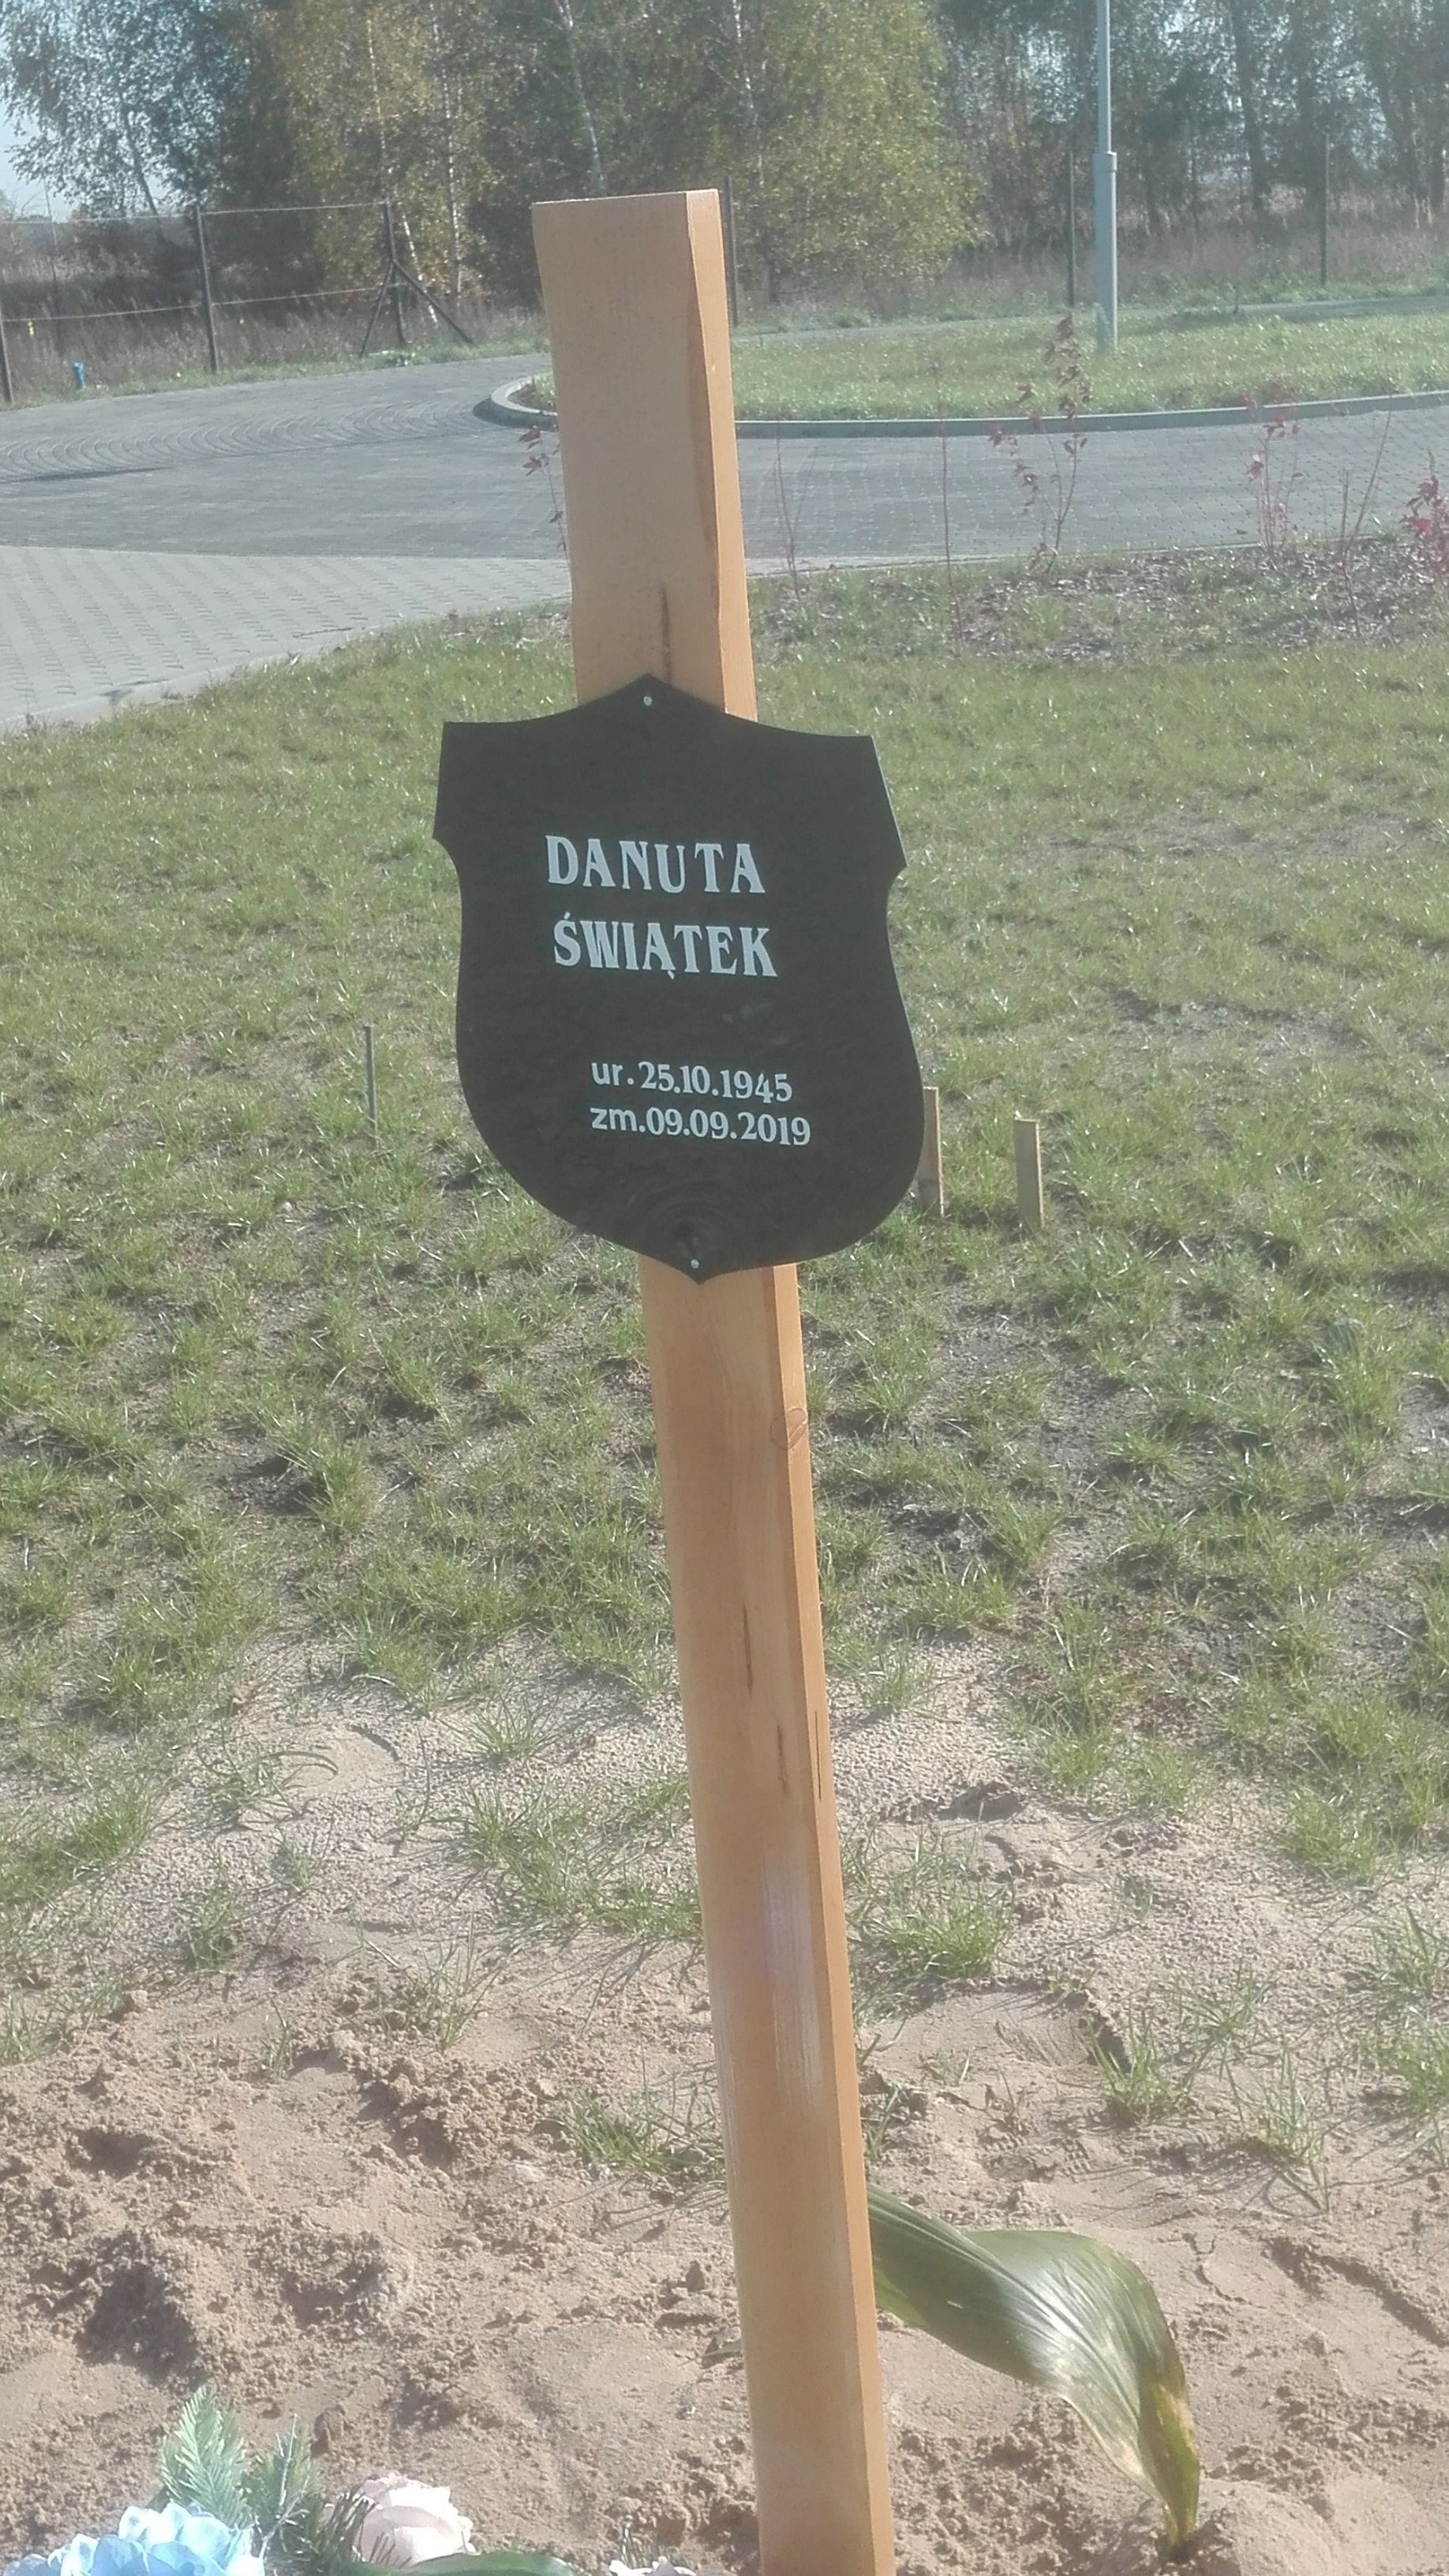 DANUTA
ŚWIĄTEK
ur. 25.10.1945
zm.09.09.2019